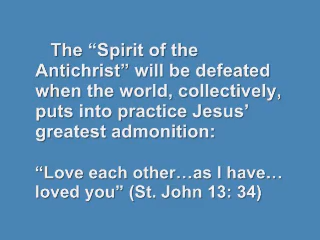 The “Spirit of the
Antichrist” will be defeated
when the world, collectively,
puts into practice Jesus’
greatest admonition:
“Love each other…as I have…
loved you” (St. John 13: 34)